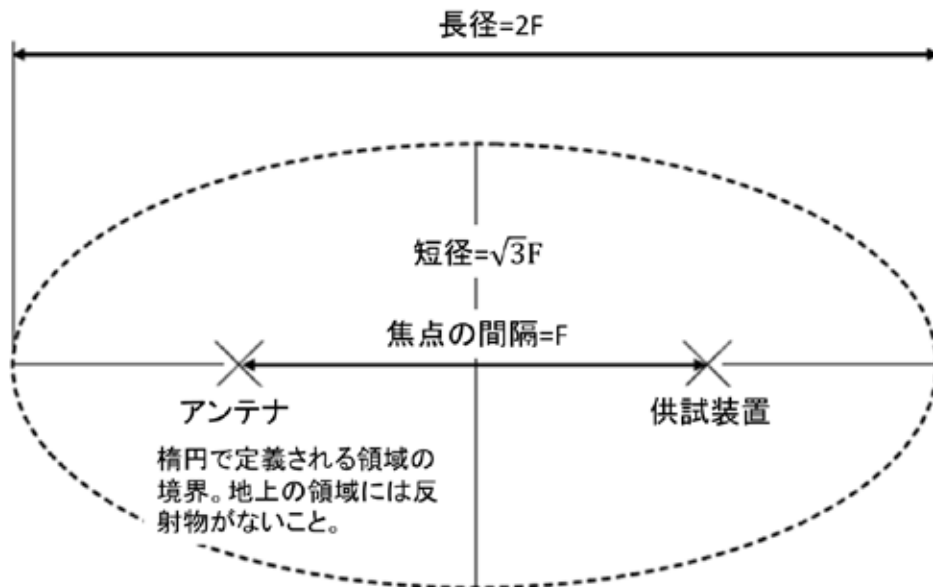 長径=2F
短径=√3F
焦点の間隔=F
アンテナ
供試装置
楕円で定義される領域の
境界。地上の領域には反
射物がないこと。